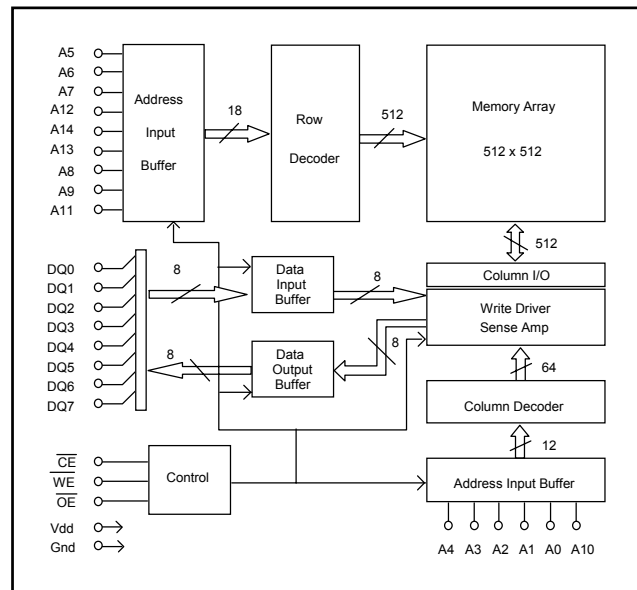 A5
A6
A7
A12
A14
A13
A8
A9
A11
Address
Input
Buffer
18
Row
Decoder
512
Memory Array
512 x 512
512
DQ0
DQ1
DQ2
DQ3
DQ4
DQ5
DQ6
DQ7
8
Data
Input
Buffer
8
Column I/O
Write Driver
Sense Amp
8
Data
Output
Buffer
8
64
Column Decoder
12
CE
WE
OE
Control
Address Input Buffer
Vdd
Gnd
A4 A3 A2 A1 A0 A10